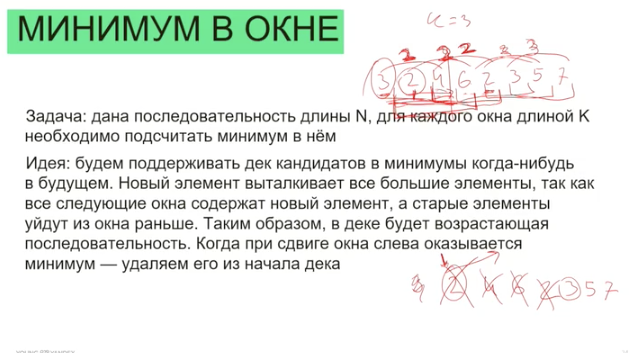 МИНИМУМ В ОКНЕ
K=3
2 2 2 2 3
3 2 4 6 2 3 5 7
Задача: дана последовательность длины N, для каждого окна длиной K
необходимо подсчитать минимум в нём
Идея: будем поддерживать дек кандидатов в минимумы когда-нибудь
в будущем. Новый элемент выталкивает все большие элементы, так как
все следующие окна содержат новый элемент, а старые элементы
уйдут из окна раньше. Таким образом, в деке будет возрастающая
последовательность. Когда при сдвиге окна слева оказывается
минимум — удаляем его из начала дека
2 4 6 2 3 5 7